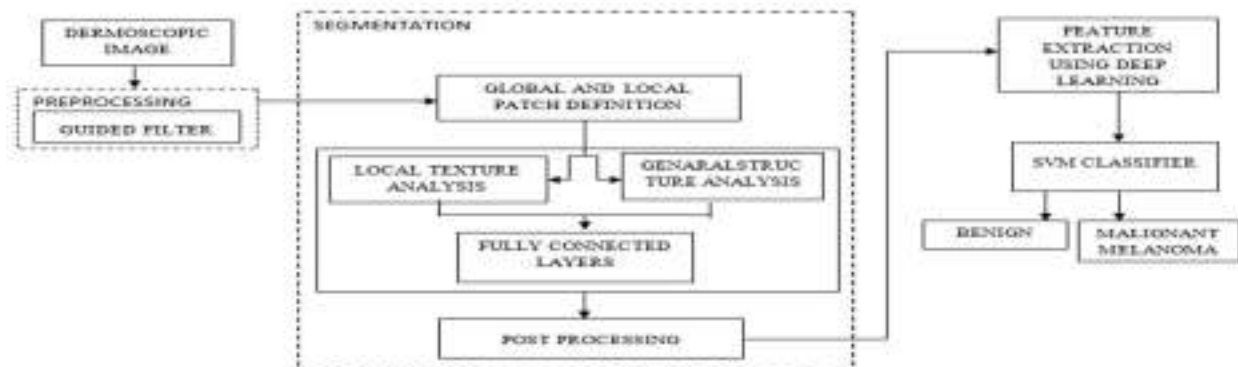 DERMOSCOPIC
IMAGE
PREPROCESSING
GUIDED FILTER
SEGMENTATION
GLOBAL AND LOCAL
PATCH DEFINITION
LOCAL TEXTURE
ANALYSIS
GENARALSTRUC
TURE ANALYSIS
FULLY CONNECTED
LAYERS
POST PROCESSING
FEATURE
EXTRACTION
USING DEEP
LEARNING
SVM CLASSIFIER
BENIGN
MALIGNANT
MELANOMA